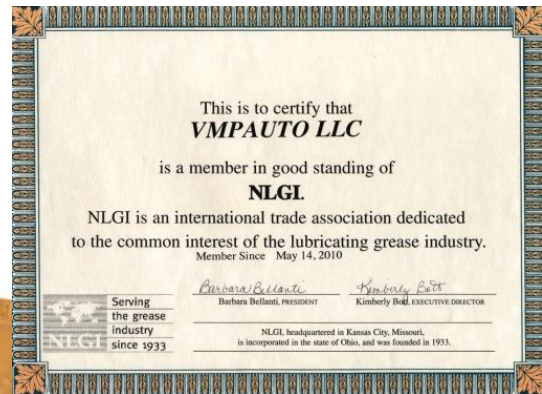 This is to certify that
VMPAUTO LLC
is a member in good standing of
NLGI.
NLGI is an international trade association dedicated
to the common interest of the lubricating grease industry.
Member Since May 14, 2010
Barbara Bellanti
Barbara Bellanti, PRESIDENT
Kimberly Bott
Kimberly Bott, EXECUTIVE DIRECTOR
NLGI
Serving
the grease
industry
since 1933
NLGI, headquartered in Kansas City, Missouri,
is incorporated in the state of Ohio, and was founded in 1933.